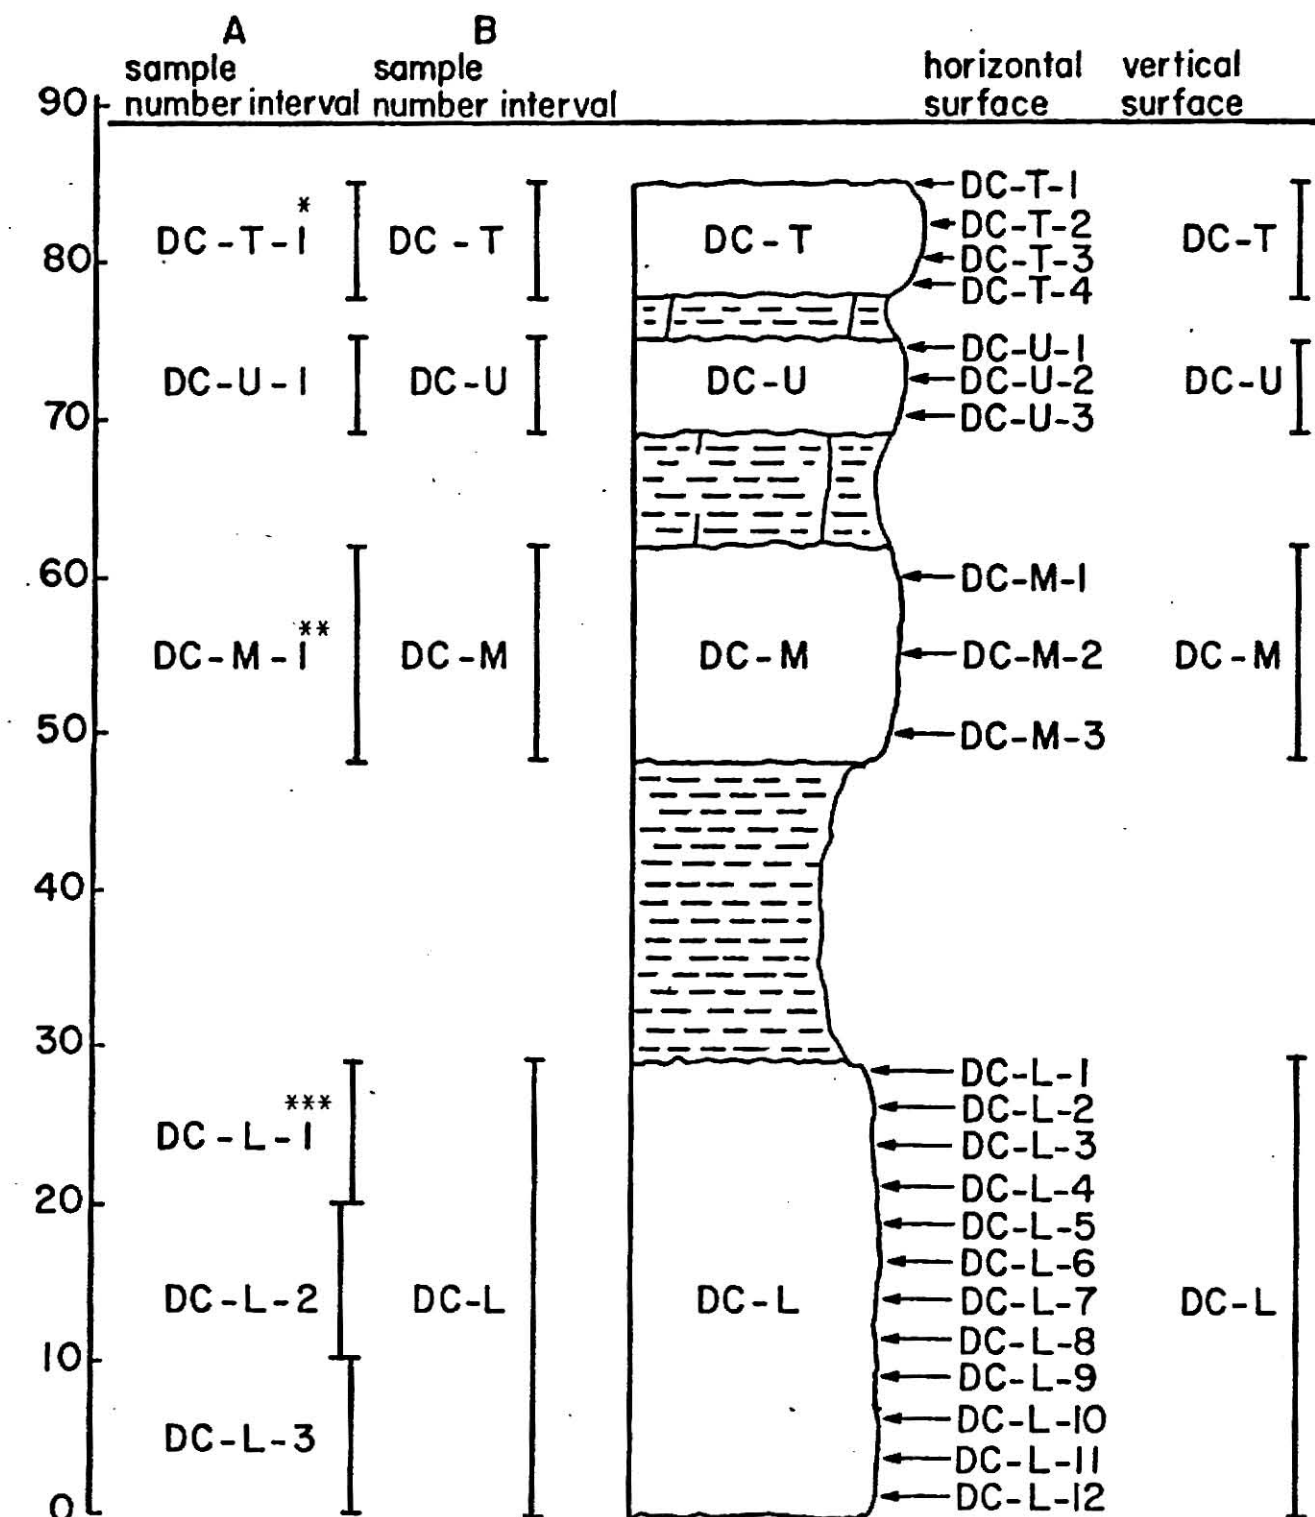 A B
sample sample horizontal vertical
number interval number interval surface surface
90
DC-T-1
* DC-T-2
DC-T-1 DC-T DC-T DC-T
80 DC-T-3
DC-T-4
DC-U-1
DC-U-1 DC-U DC-U DC-U-2 DC-U
70 DC-U-3
60 DC-M-1
**
DC-M-1 DC-M DC-M DC-M-2 DC-M
50 DC-M-3
40
30
DC-L-1
*** DC-L-2
DC-L-1 DC-L-3
DC-L-4
20 DC-L-5
DC-L-6
DC-L-2 DC-L DC-L DC-L-7 DC-L
DC-L-8
10 DC-L-9
DC-L-10
DC-L-3 DC-L-11
DC-L-12
0